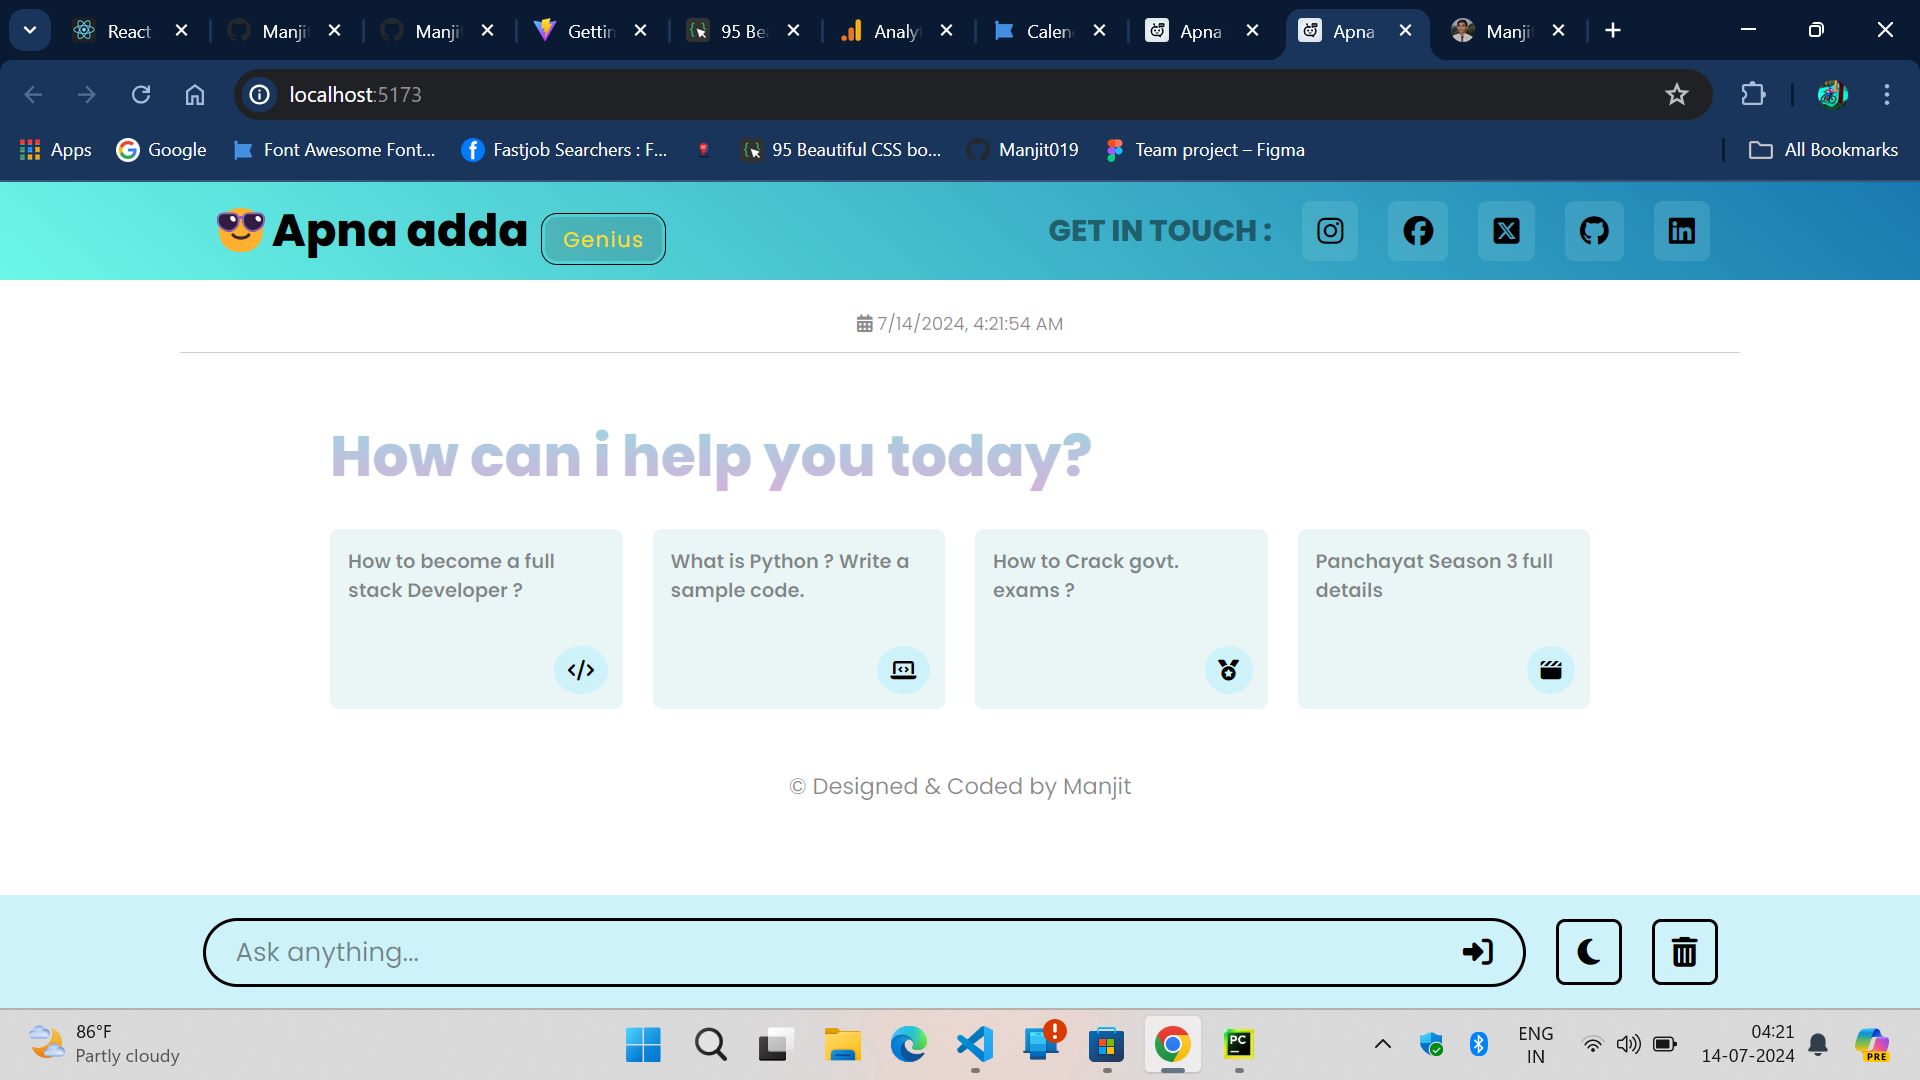 React
Manji
Manji
Gettin
95 Be
Analy
Calen
Apna
Apna
Manji
localhost:5173
Apps
Google
Font Awesome Font...
Fastjob Searchers : F...
95 Beautiful CSS bo...
Manjit019
Team project – Figma
All Bookmarks
Apna adda
Genius
GET IN TOUCH :
7/14/2024, 4:21:54 AM
How can i help you today?
How to become a full
stack Developer ?
What is Python ? Write a
sample code.
How to Crack govt.
exams ?
Panchayat Season 3 full
details
© Designed & Coded by Manjit
Ask anything...
86°F
Partly cloudy
PC
ENG
IN
04:21
14-07-2024
PRE